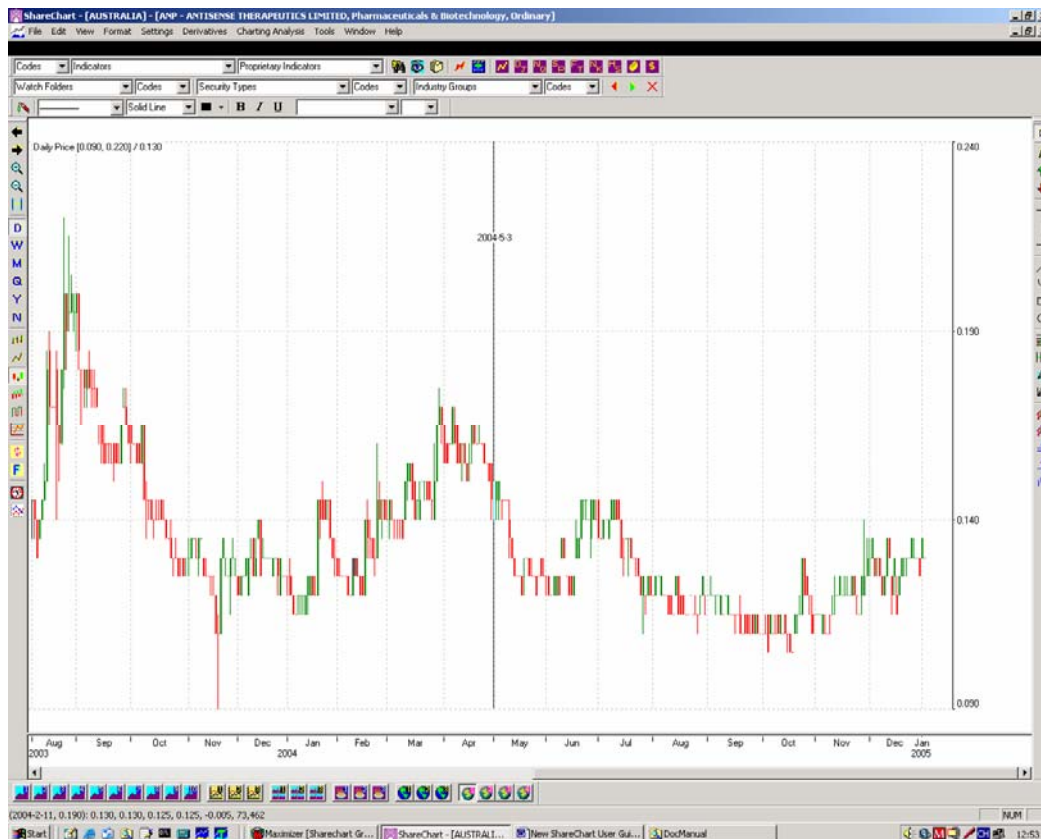 ShareChart - [AUSTRALIA] - [ANP - ANTISENSE THERAPEUTICS LIMITED, Pharmaceuticals & Biotechnology, Ordinary]
File Edit View Format Settings Derivatives Charting Analysis Tools Window Help
Codes Indicators Proprietary Indicators
Watch Folders Codes Security Types Codes Industry Groups Codes
Solid Line B I U
Daily Price [0.090, 0.220] / 0.130
0.240
2004-5-3
D
W
M
Q
Y
N
F
0.190
0.140
0.090
Aug Sep Oct Nov Dec Jan Feb Mar Apr May Jun Jul Aug Sep Oct Nov Dec Jan
2003 2004 2005
(2004-2-11, 0.190): 0.130, 0.130, 0.125, 0.125, -0.005, 73,462 NUM
Start Maximizer [Sharechart Gr... ShareChart - [AUSTRALI... New ShareChart User Gui... DocManual 12:53